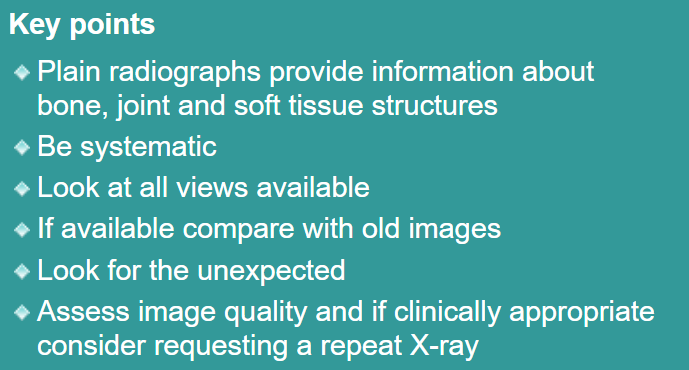 Key points
Plain radiographs provide information about
bone, joint and soft tissue structures
Be systematic
Look at all views available
If available compare with old images
Look for the unexpected
Assess image quality and if clinically appropriate
consider requesting a repeat X-ray